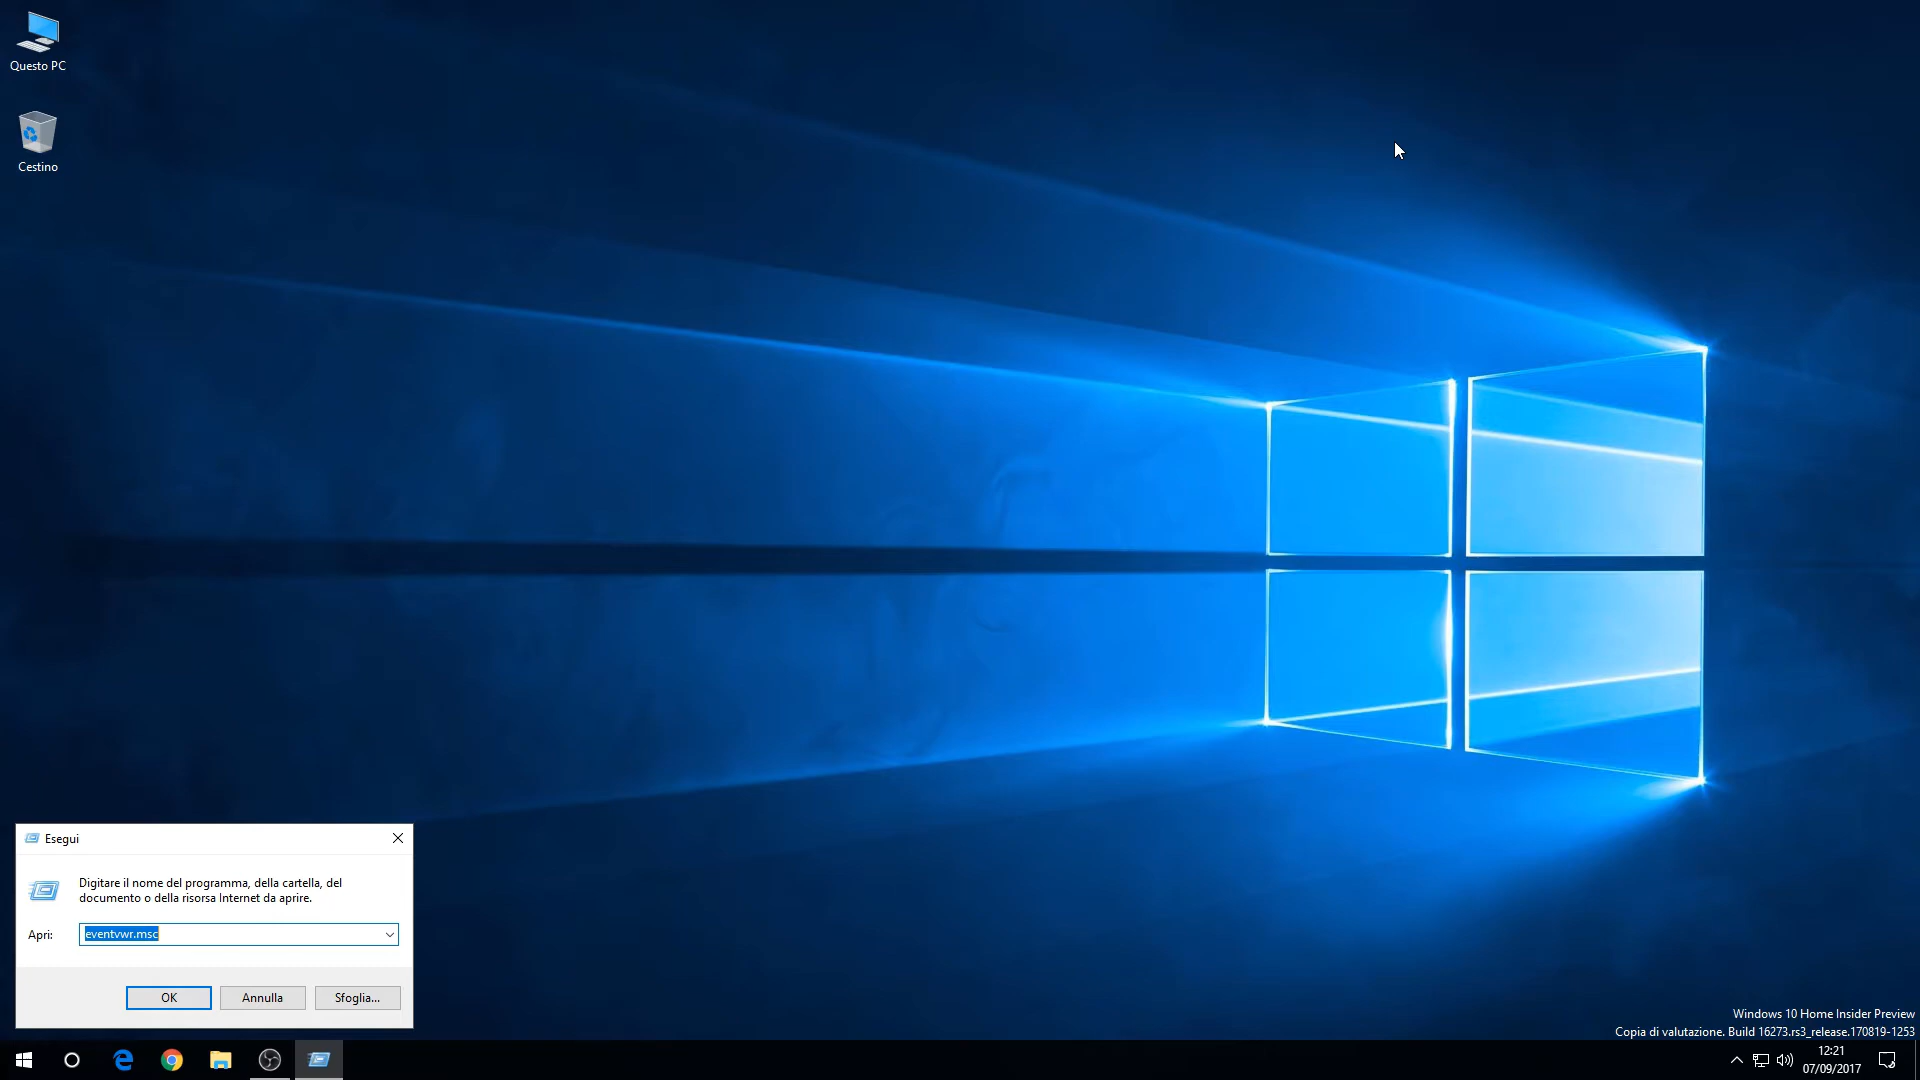 Questo PC
Cestino
Esegui
Digitare il nome del programma, della cartella, del
documento o della risorsa Internet da aprire.
Apri:
eventvwr.msc
OK
Annulla
Sfoglia...
Windows 10 Home Insider Preview
Copia di valutazione. Build 16273.rs3_release.170819-1253
12:21
07/09/2017